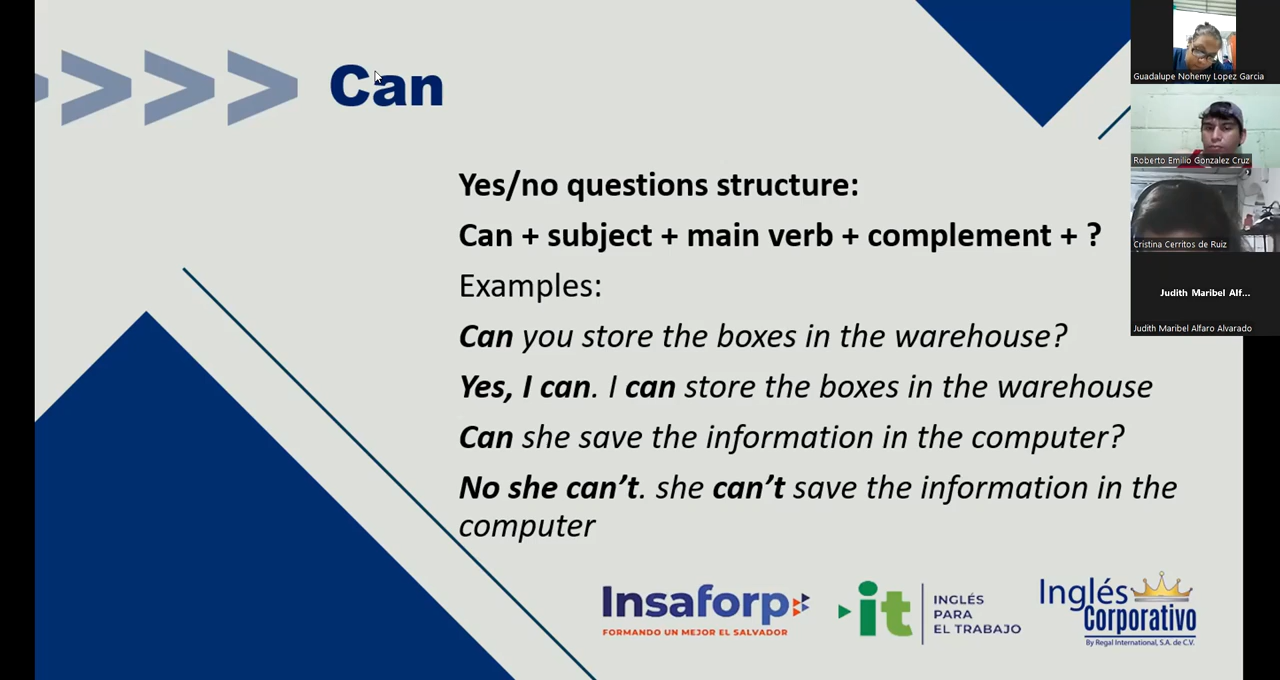 Can
Yes/no questions structure:
Can + subject + main verb + complement + ?
Examples:
Can you store the boxes in the warehouse?
Yes, I can. I can store the boxes in the warehouse
Can she save the information in the computer?
No she can’t. she can’t save the information in the
computer
Insaforp
FORMANDO UN MEJOR EL SALVADOR
it
INGLÉS
PARA
EL TRABAJO
Inglés
Corporativo
By Regal International, S.A. de C.V.
Guadalupe Nohemy Lopez Garcia
Roberto Emilio Gonzalez Cruz
Cristina Cerritos de Ruiz
Judith Maribel Alf...
Judith Maribel Alfaro Alvarado